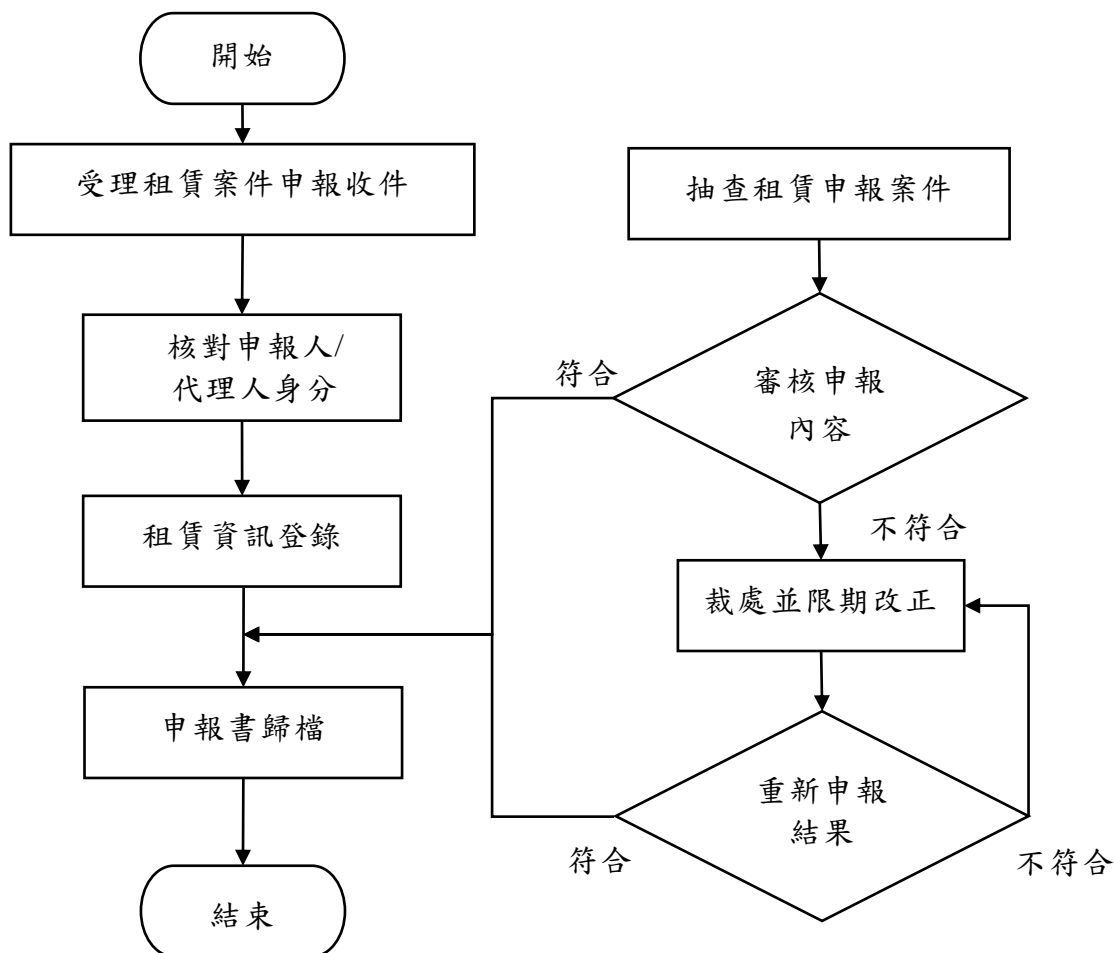 開始
受理租賃案件申報收件
核對申報人/
代理人身分
租賃資訊登錄
申報書歸檔
結束
抽查租賃申報案件
審核申報
內容
符合
不符合
裁處並限期改正
重新申報
結果
符合
不符合